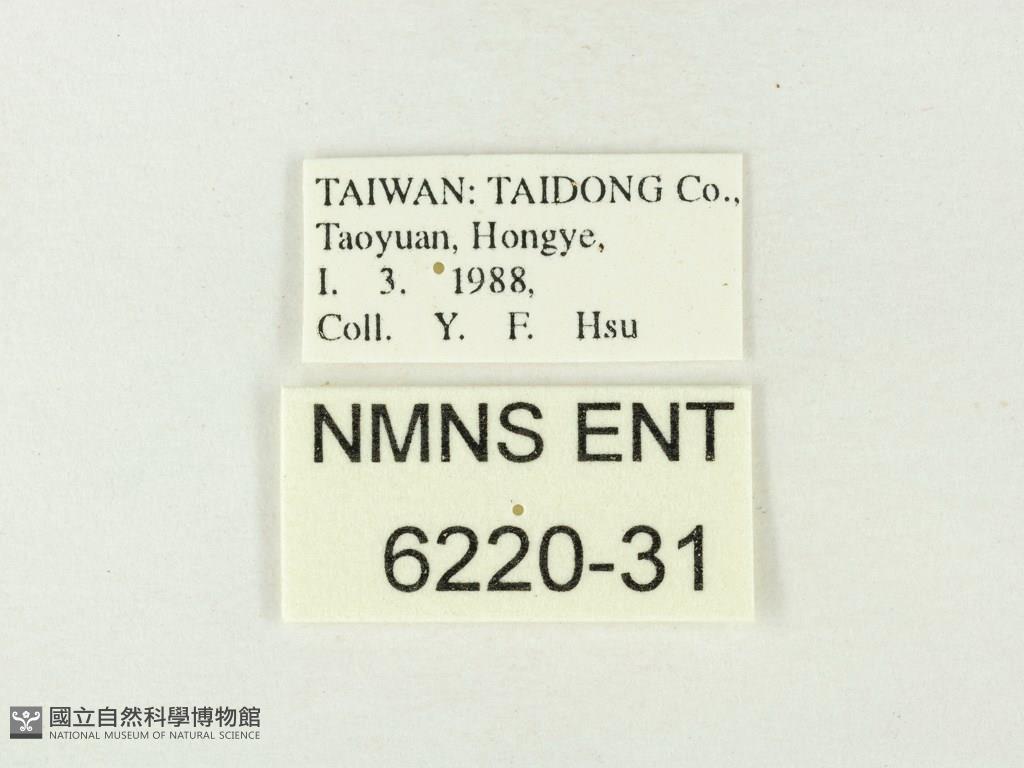 TAIWAN: TAIDONG Co.,
Taoyuan, Hongye,
I. 3. 1988,
Coll. Y. F. Hsu
NMNS ENT
6220-31
國立自然科學博物館
NATIONAL MUSEUM OF NATURAL SCIENCE